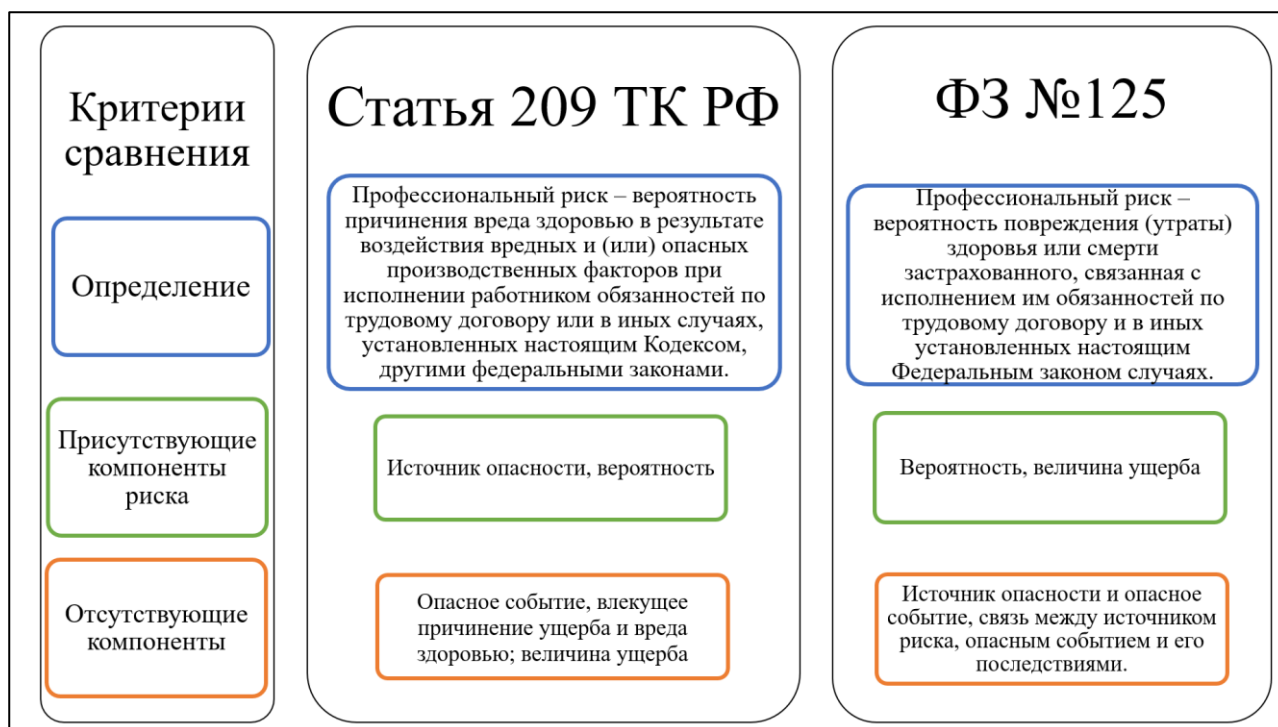 Критерии
сравнения
Определение
Присутствующие
компоненты
риска
Отсутствующие
компоненты
Статья 209 ТК РФ
Профессиональный риск – вероятность
причинения вреда здоровью в результате
воздействия вредных и (или) опасных
производственных факторов при
исполнении работником обязанностей по
трудовому договору или в иных случаях,
установленных настоящим Кодексом,
другими федеральными законами.
Источник опасности, вероятность
Опасное событие, влекущее
причинение ущерба и вреда
здоровью; величина ущерба
ФЗ №125
Профессиональный риск –
вероятность повреждения (утраты)
здоровья или смерти
застрахованного, связанная с
исполнением им обязанностей по
трудовому договору и в иных
установленных настоящим
Федеральным законом случаях.
Вероятность, величина ущерба
Источник опасности и опасное
событие, связь между источником
риска, опасным событием и его
последствиями.